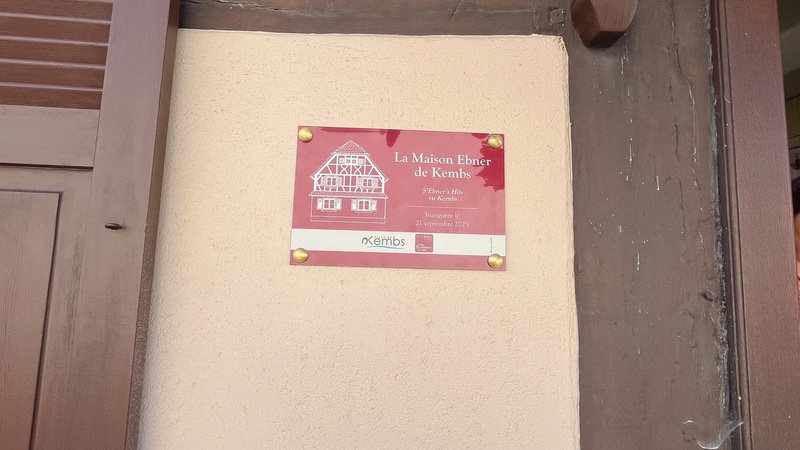 La Maison Ebner
de Kembs
S'Ebner's Hüs
vu Kembs
Inaugurée le
21 septembre 2025
Kembs